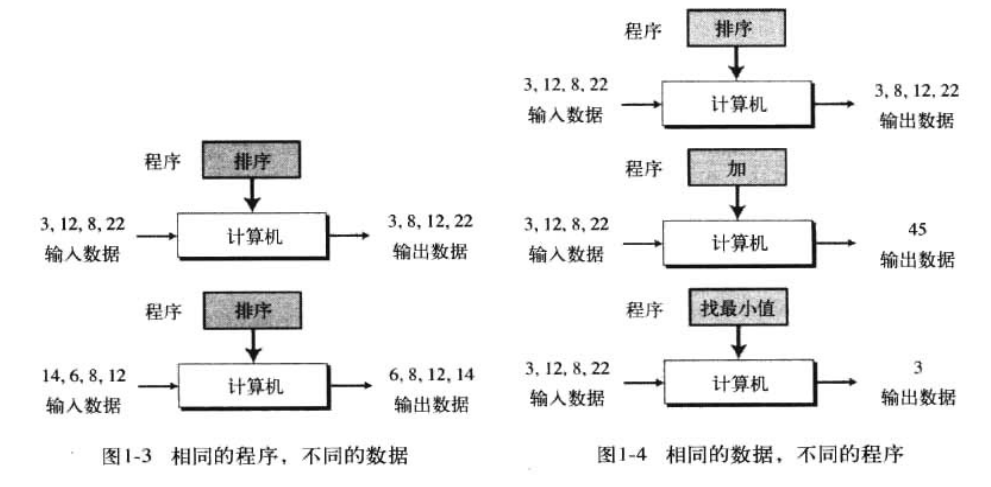 程序 排序
3, 12, 8, 22 计算机 3, 8, 12, 22
输入数据 输出数据
程序 排序
14, 6, 8, 12 计算机 6, 8, 12, 14
输入数据 输出数据
图1-3 相同的程序，不同的数据
程序 排序
3, 12, 8, 22 计算机 3, 8, 12, 22
输入数据 输出数据
程序 加
3, 12, 8, 22 计算机 45
输入数据 输出数据
程序 找最小值
3, 12, 8, 22 计算机 3
输入数据 输出数据
图1-4 相同的数据，不同的程序